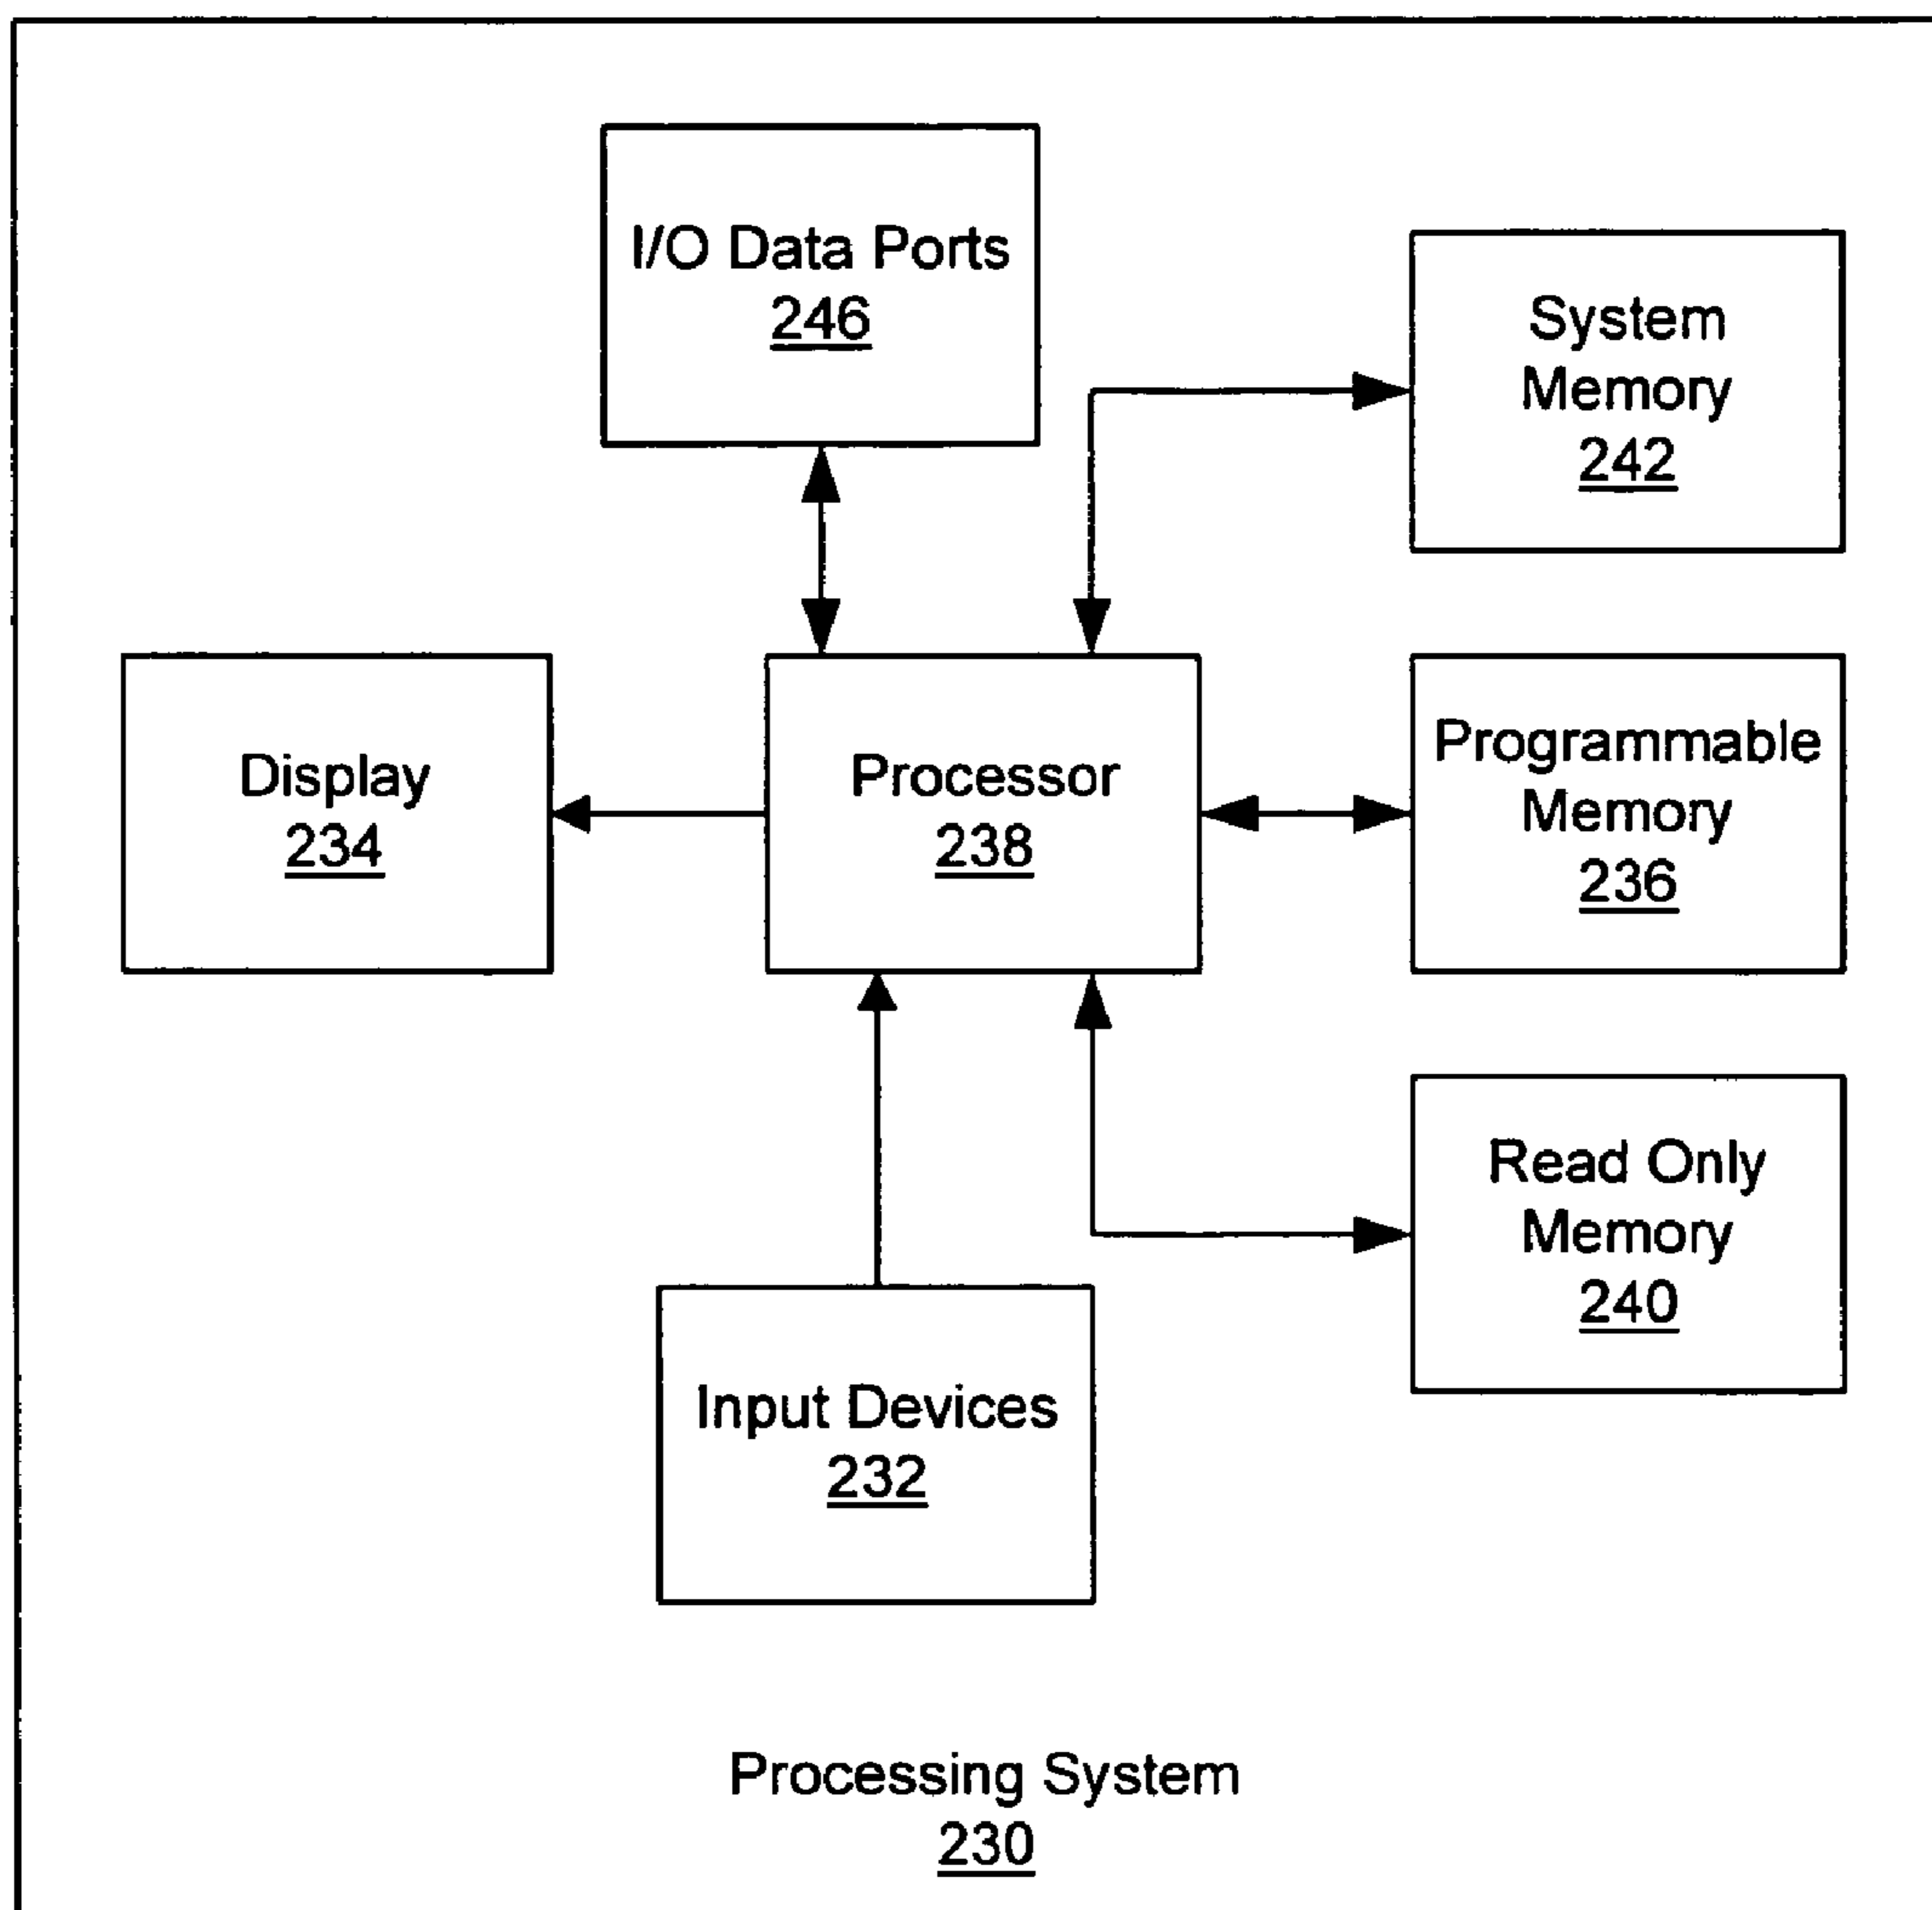 I/O Data Ports
246
System
Memory
242
Display
234
Processor
238
Programmable
Memory
236
Read Only
Memory
240
Input Devices
232
Processing System
230